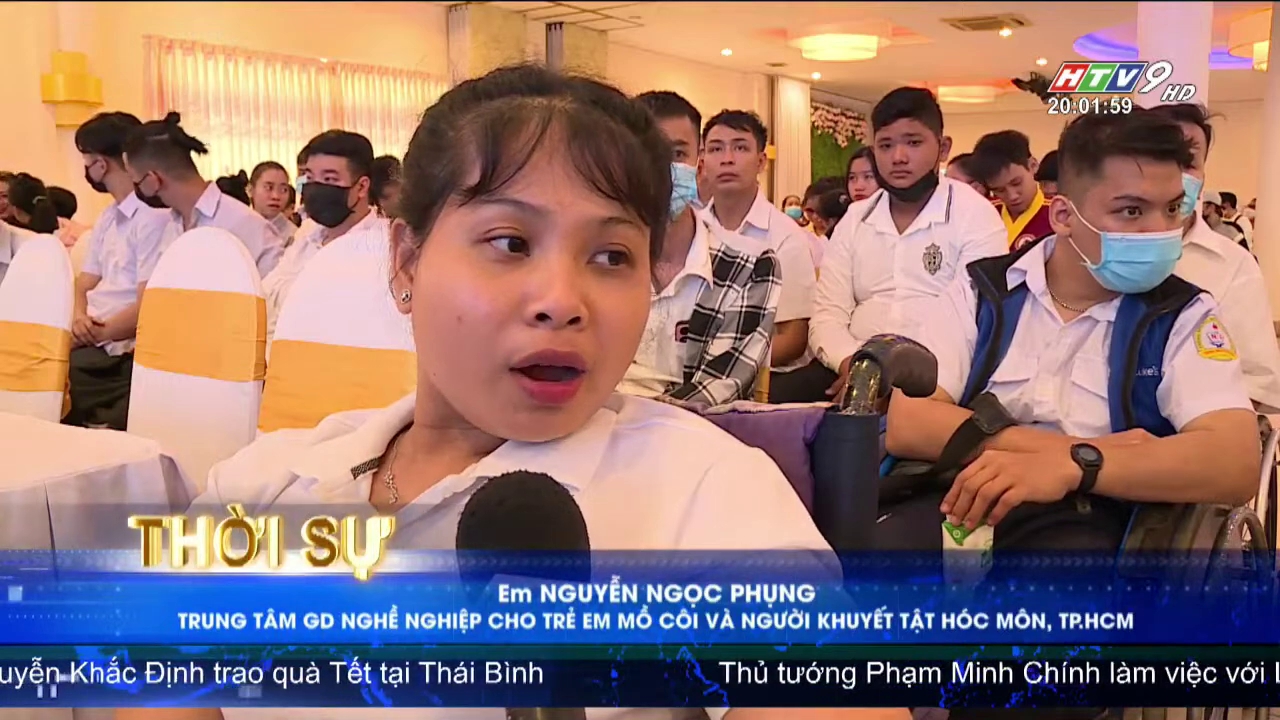 HTV9 HD
20:01:59
THỜI SỰ
Em NGUYỄN NGỌC PHỤNG
TRUNG TÂM GD NGHỀ NGHIỆP CHO TRẺ EM MỒ CÔI VÀ NGƯỜI KHUYẾT TẬT HÓC MÔN, TP.HCM
uyễn Khắc Định trao quà Tết tại Thái Bình Thủ tướng Phạm Minh Chính làm việc với